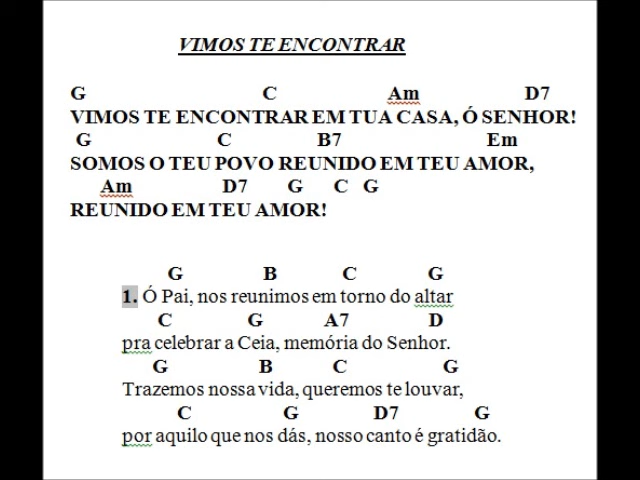 VIMOS TE ENCONTRAR
G C Am D7
VIMOS TE ENCONTRAR EM TUA CASA, Ó SENHOR!
G C B7 Em
SOMOS O TEU POVO REUNIDO EM TEU AMOR,
Am D7 G C G
REUNIDO EM TEU AMOR!
G B C G
1. Ó Pai, nos reunimos em torno do altar
C G A7 D
pra celebrar a Ceia, memória do Senhor.
G B C G
Trazemos nossa vida, queremos te louvar,
C G D7 G
por aquilo que nos dás, nosso canto é gratidão.